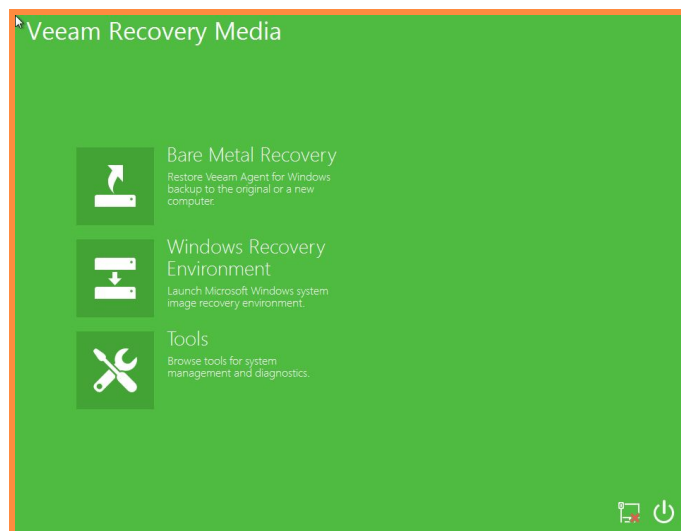 Veeam Recovery Media
Bare Metal Recovery
Restore Veeam Agent for Windows
backup to the original or a new
computer.
Windows Recovery
Environment
Launch Microsoft Windows system
image recovery environment.
Tools
Browse tools for system
management and diagnostics.